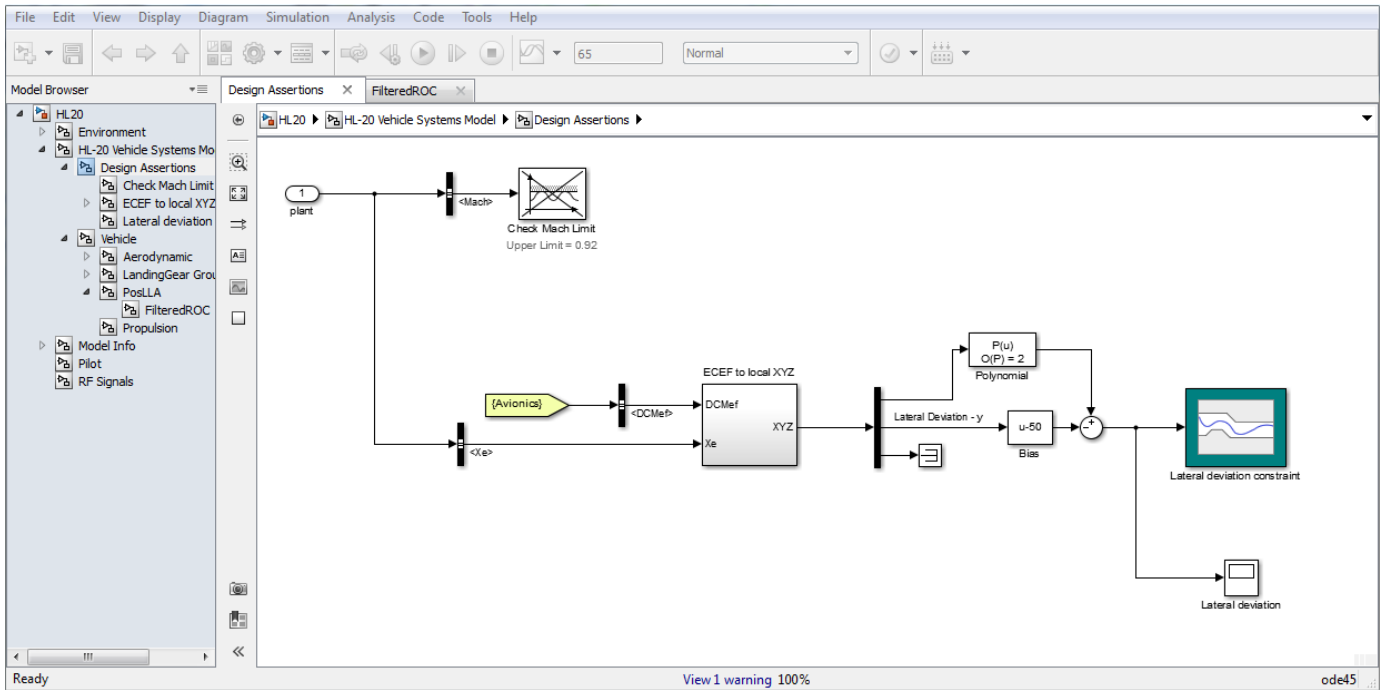 File Edit View Display Diagram Simulation Analysis Code Tools Help
65 Normal
Model Browser
Design Assertions
FilteredROC
HL20
Environment
HL-20 Vehicle Systems Mo
Design Assertions
Check Mach Limit
ECEF to local XYZ
Lateral deviation
Vehicle
Aerodynamic
LandingGear Grou
PosLLA
FilteredROC
Propulsion
Model Info
Pilot
RF Signals
HL20 HL-20 Vehicle Systems Model Design Assertions
1
plant
<Mach>
Check Mach Limit
Upper Limit = 0.92
{Avionics}
<DCMef>
<Xe>
ECEF to local XYZ
DCMef
Xe
XYZ
P(u)
O(P) = 2
Polynomial
Lateral Deviation - y
u-50
Bias
Lateral deviation constraint
Lateral deviation
Ready
View 1 warning 100%
ode45